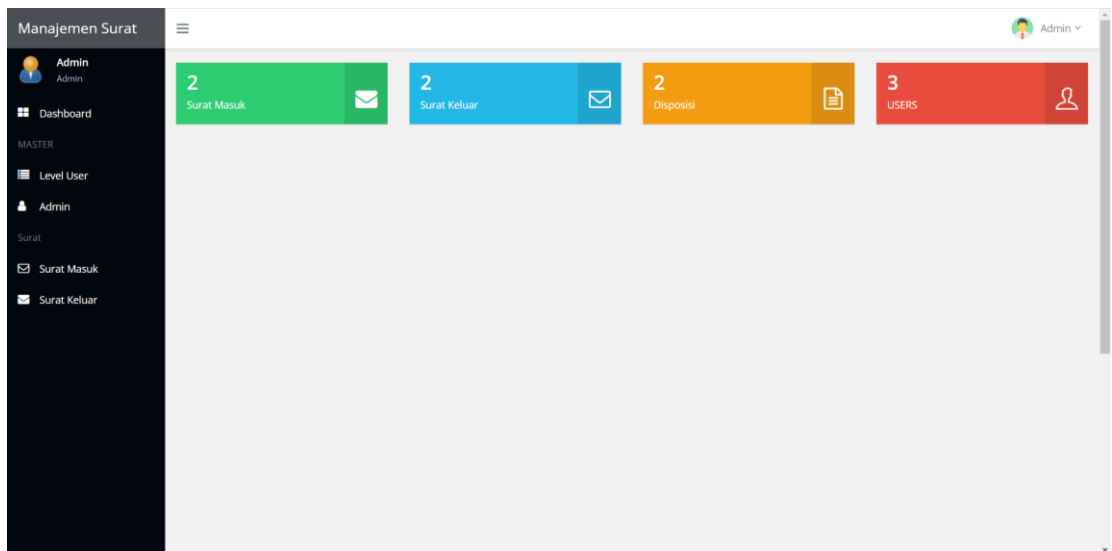 Manajemen Surat
Admin
Admin
Admin
Dashboard
MASTER
Level User
Admin
Surat
Surat Masuk
Surat Keluar
2
Surat Masuk
2
Surat Keluar
2
Disposisi
3
USERS